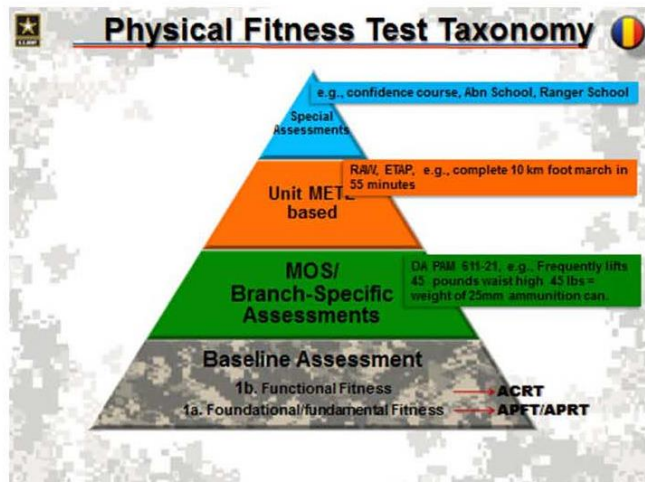 Physical Fitness Test Taxonomy
U.S. ARMY
e.g., confidence course, Abn School, Ranger School
Special
Assessments
RAW, ETAP, e.g., complete 10 km foot march in
55 minutes
Unit METL
based
DA PAM 611-21, e.g., Frequently lifts
45 pounds waist high 45 lbs =
weight of 25mm ammunition can.
MOS/
Branch-Specific
Assessments
Baseline Assessment
1b. Functional Fitness
ACRT
1a. Foundational/fundamental Fitness
APFT/APRT